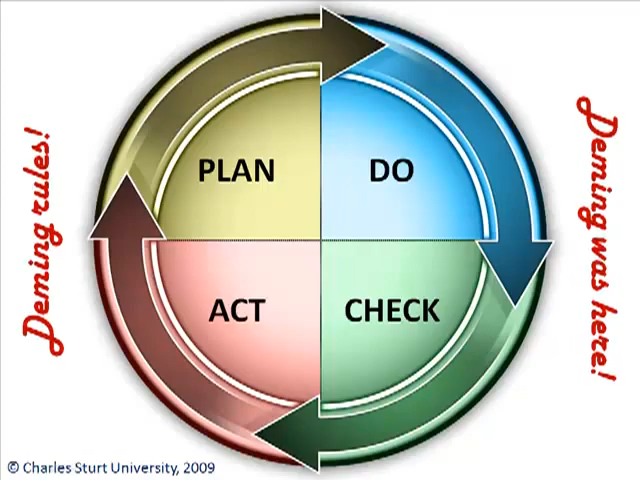 Deming rules!
PLAN
DO
Deming was here!
ACT
CHECK
© Charles Sturt University, 2009